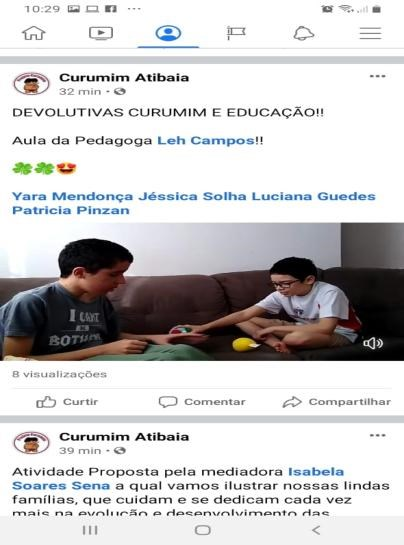 10:29
Curumim Atibaia
32 min
DEVOLUTIVAS CURUMIM E EDUCAÇÃO!!
Aula da Pedagoga Leh Campos!!
Yara Mendonça Jéssica Solha Luciana Guedes
Patricia Pinzan
I CAN'T
BOTH
8 visualizações
Curtir Comentar Compartilhar
Curumim Atibaia
39 min
Atividade Proposta pela mediadora Isabela
Soares Sena a qual vamos ilustrar nossas lindas
famílias, que cuidam e se dedicam cada vez
mais na evolução e desenvolvimento das